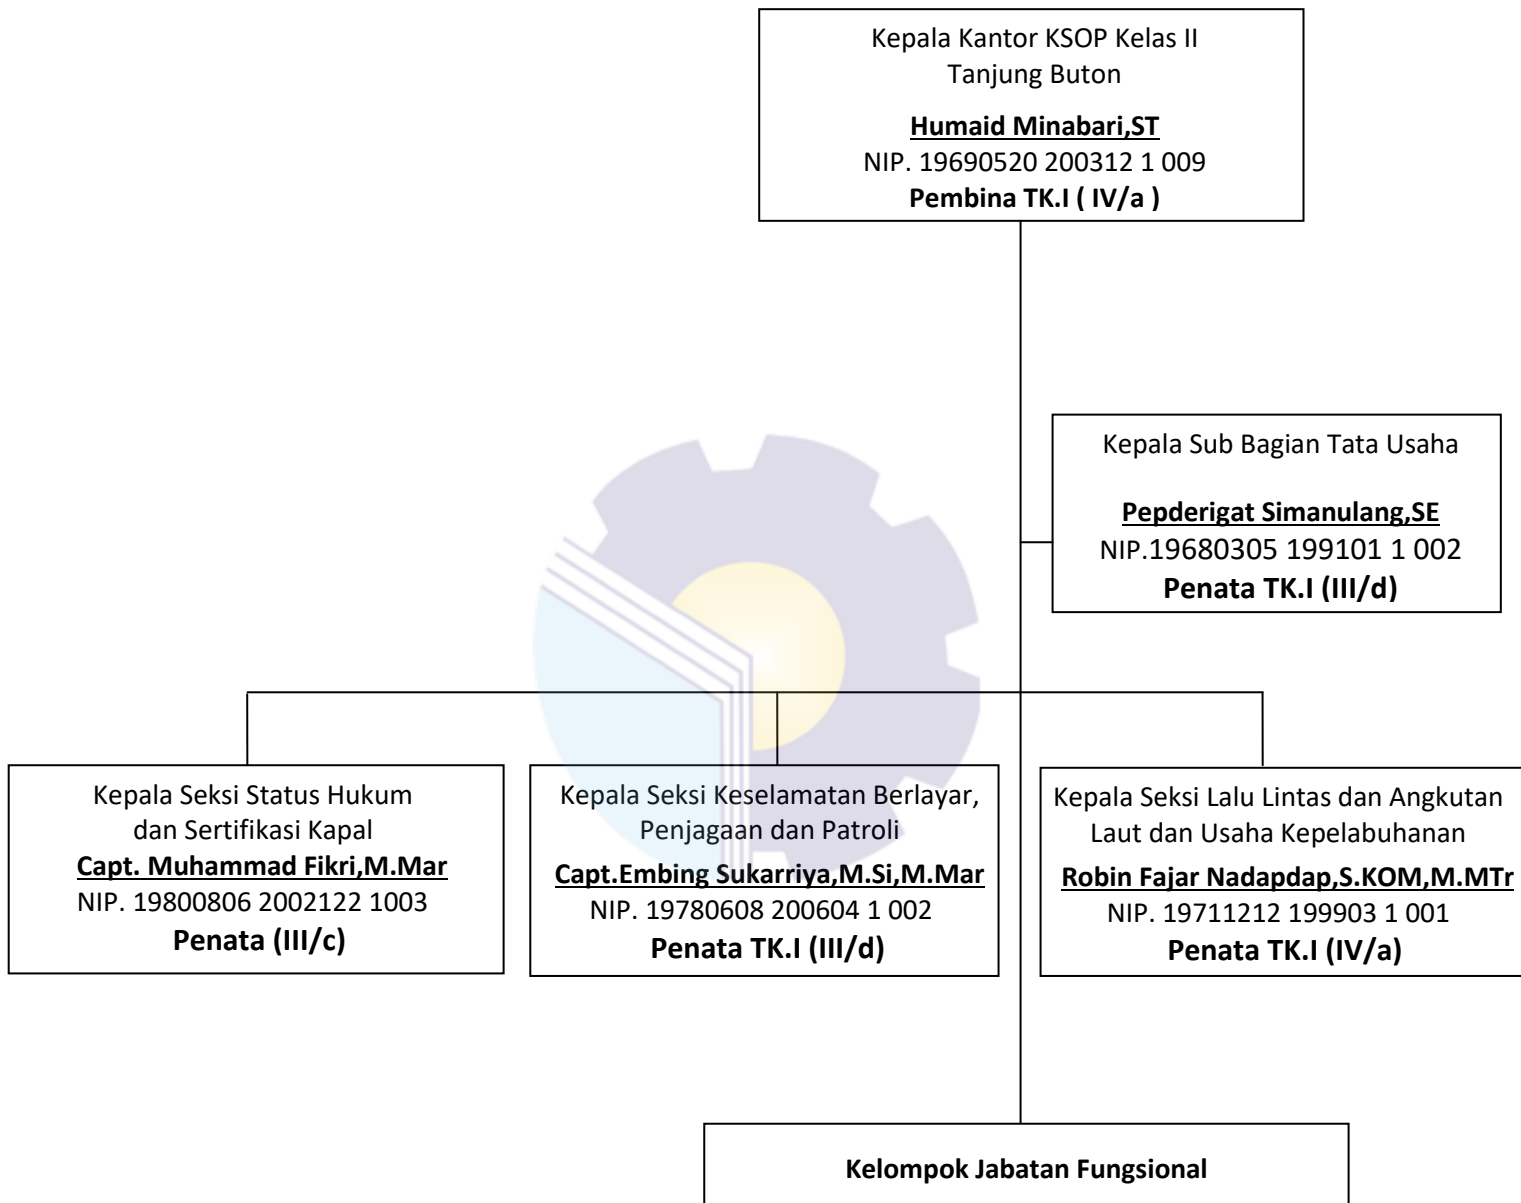 Kepala Kantor KSOP Kelas II
Tanjung Buton
Humaid Minabari,ST
NIP. 19690520 200312 1 009
Pembina TK.I ( IV/a )
Kepala Sub Bagian Tata Usaha
Pepderigat Simanulang,SE
NIP.19680305 199101 1 002
Penata TK.I (III/d)
Kepala Seksi Status Hukum
dan Sertifikasi Kapal
Capt. Muhammad Fikri,M.Mar
NIP. 19800806 2002122 1003
Penata (III/c)
Kepala Seksi Keselamatan Berlayar,
Penjagaan dan Patroli
Capt.Embing Sukarriya,M.Si,M.Mar
NIP. 19780608 200604 1 002
Penata TK.I (III/d)
Kepala Seksi Lalu Lintas dan Angkutan
Laut dan Usaha Kepelabuhanan
Robin Fajar Nadapdap,S.KOM,M.MTr
NIP. 19711212 199903 1 001
Penata TK.I (IV/a)
Kelompok Jabatan Fungsional